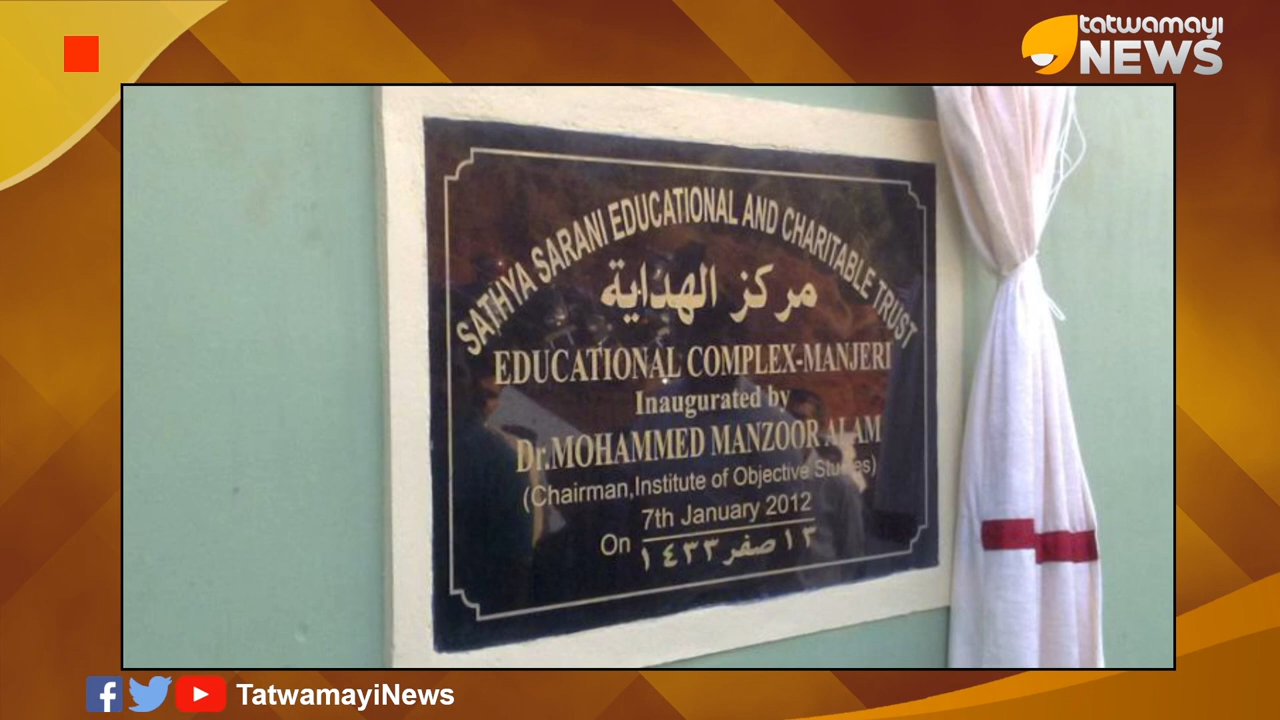 tatwamayi
NEWS
SATHYA SARANI EDUCATIONAL AND CHARITABLE TRUST
مركز الهداية
EDUCATIONAL COMPLEX-MANJERI
Inaugurated by
Dr.MOHAMMED MANZOOR ALAM
(Chairman,Institute of Objective Studies)
On 7th January 2012
١٣ صفر ١٤٣٣
TatwamayiNews